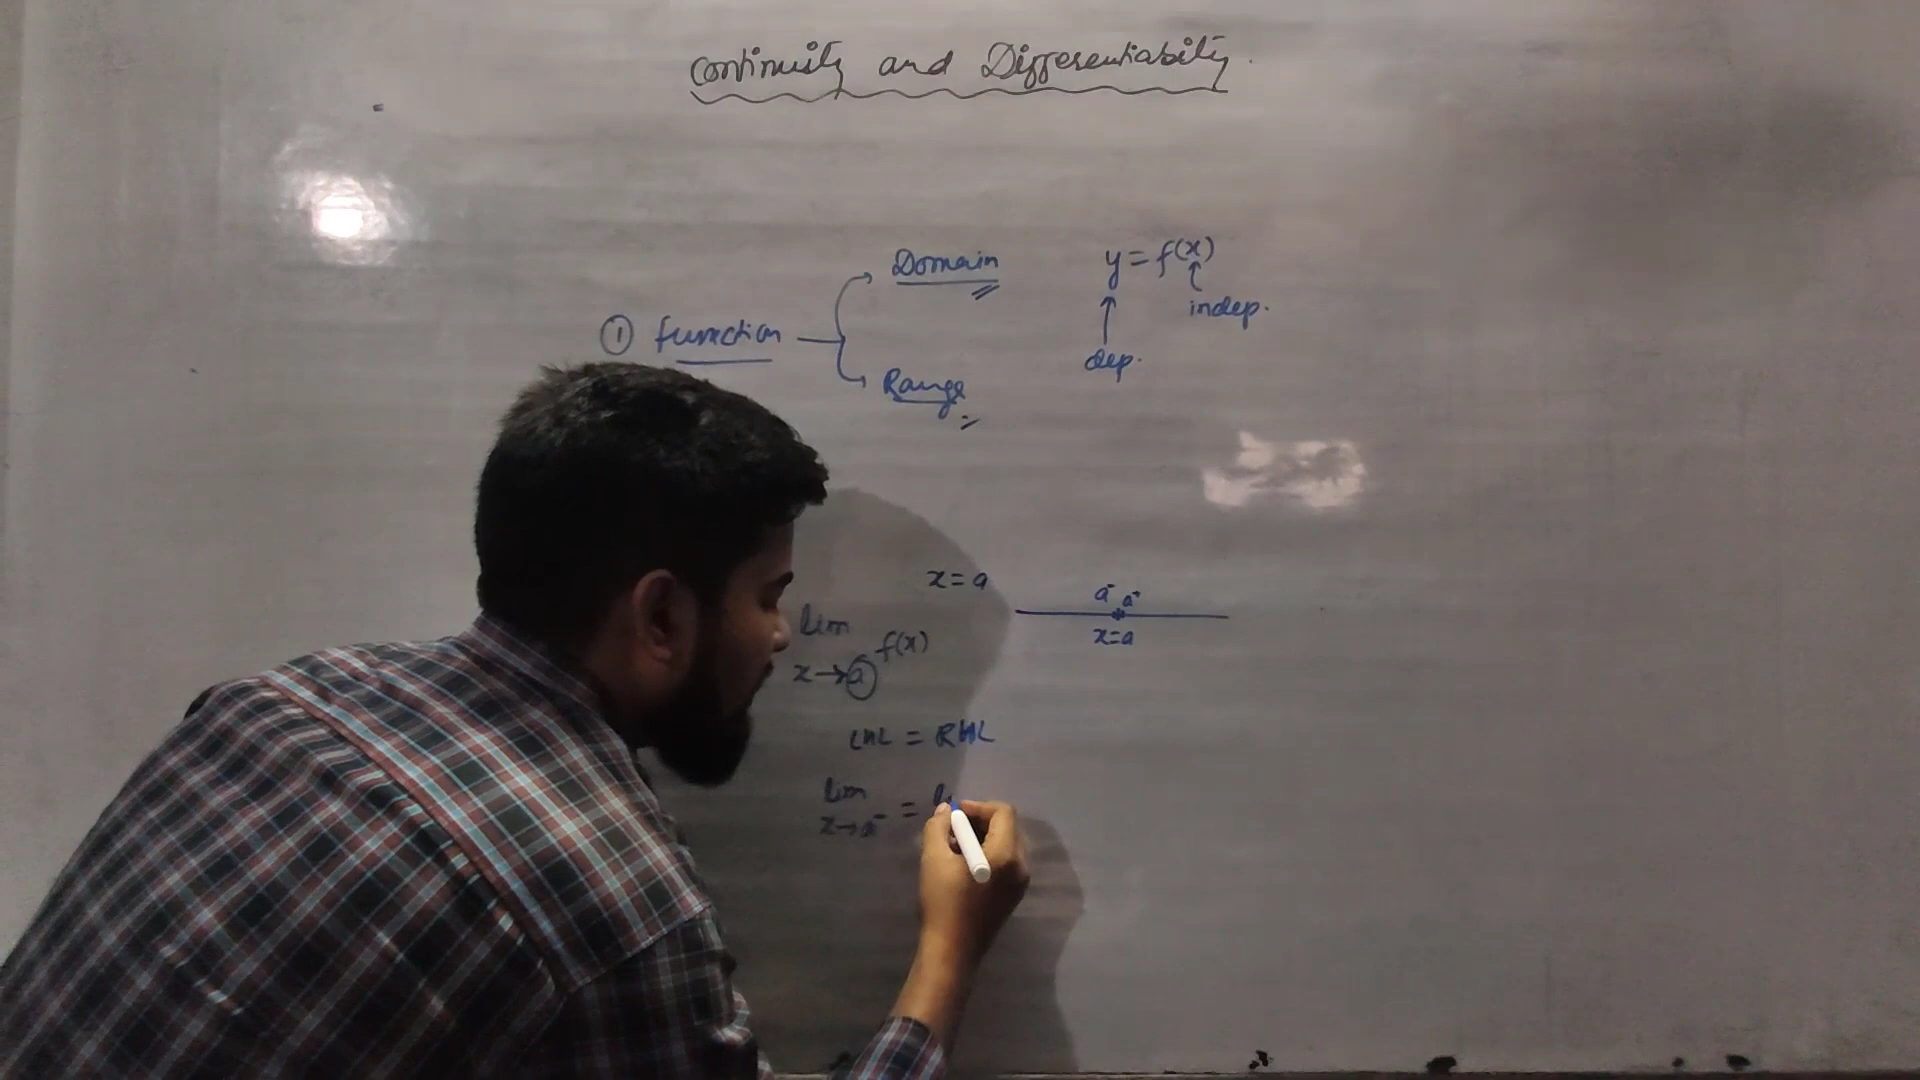 Continuity and Differentiability.
Domain
y = f(x)
indep.
① function
dep.
Range
x = a
a⁻ a⁺
x=a
lim
x→a f(x)
LHL = RHL
lim =
x→a⁻